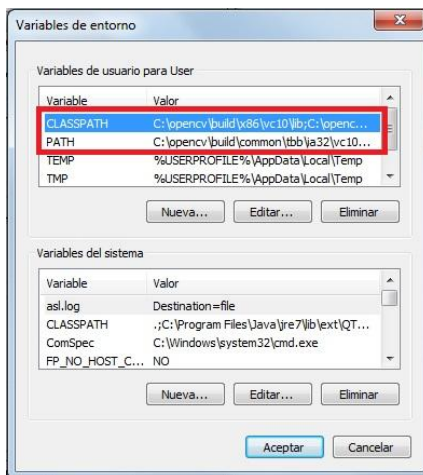 Variables de entorno
Variables de usuario para User
Variable Valor
CLASSPATH C:\opencv\build\x86\vc10\lib;C:\openc...
PATH C:\opencv\build\common\tbb\ia32\vc10...
TEMP %USERPROFILE%\AppData\Local\Temp
TMP %USERPROFILE%\AppData\Local\Temp
Nueva... Editar... Eliminar
Variables del sistema
Variable Valor
asl.log Destination=file
CLASSPATH .;C:\Program Files\Java\jre7\lib\ext\QT...
ComSpec C:\Windows\system32\cmd.exe
FP_NO_HOST_C... NO
Nueva... Editar... Eliminar
Aceptar Cancelar